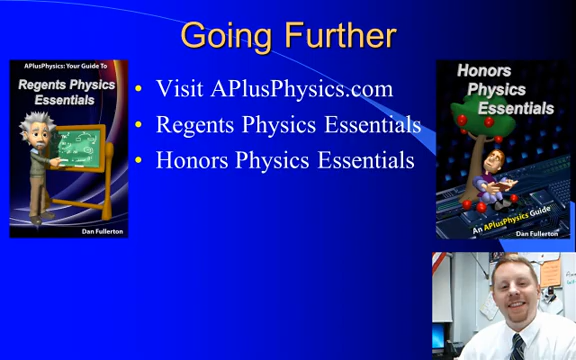 Going Further
APlusPhysics: Your Guide To
Regents Physics
Essentials
Dan Fullerton
• Visit APlusPhysics.com
• Regents Physics Essentials
• Honors Physics Essentials
Honors
Physics
Essentials
An APlusPhysics Guide
Dan Fullerton